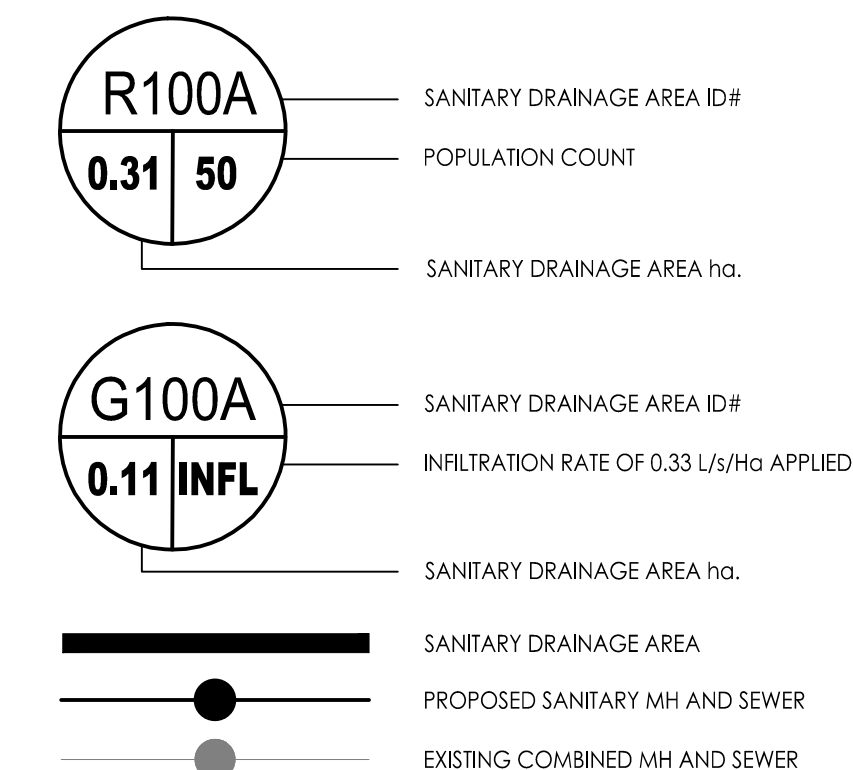 R100A
SANITARY DRAINAGE AREA ID#
0.31 50
POPULATION COUNT
SANITARY DRAINAGE AREA ha.
G100A
SANITARY DRAINAGE AREA ID#
0.11 INFL
INFILTRATION RATE OF 0.33 L/s/Ha APPLIED
SANITARY DRAINAGE AREA ha.
SANITARY DRAINAGE AREA
PROPOSED SANITARY MH AND SEWER
EXISTING COMBINED MH AND SEWER